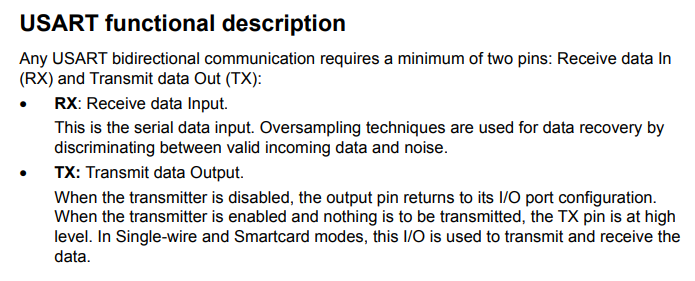 USART functional description
Any USART bidirectional communication requires a minimum of two pins: Receive data In
(RX) and Transmit data Out (TX):
• RX: Receive data Input.
This is the serial data input. Oversampling techniques are used for data recovery by
discriminating between valid incoming data and noise.
• TX: Transmit data Output.
When the transmitter is disabled, the output pin returns to its I/O port configuration.
When the transmitter is enabled and nothing is to be transmitted, the TX pin is at high
level. In Single-wire and Smartcard modes, this I/O is used to transmit and receive the
data.